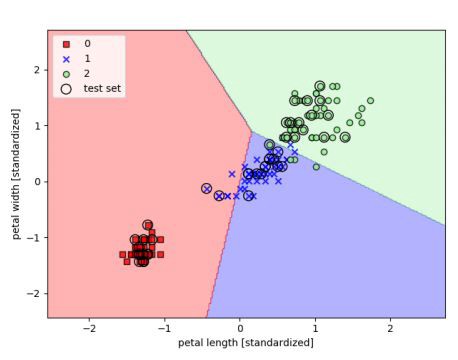 0
1
2
test set
2
1
0
−1
−2
petal width [standardized]
−2 −1 0 1 2
petal length [standardized]